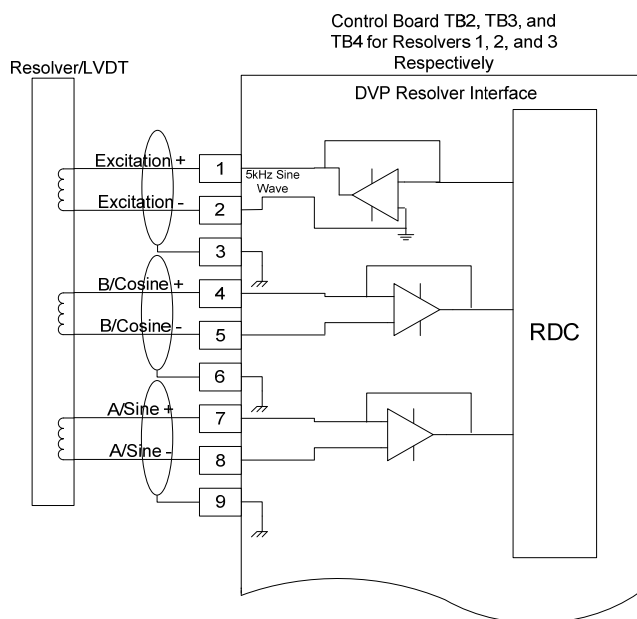 Control Board TB2, TB3, and
TB4 for Resolvers 1, 2, and 3
Respectively
Resolver/LVDT
DVP Resolver Interface
Excitation +
1
5kHz Sine
Wave
Excitation -
2
3
B/Cosine +
4
B/Cosine -
5
RDC
6
A/Sine +
7
A/Sine -
8
9